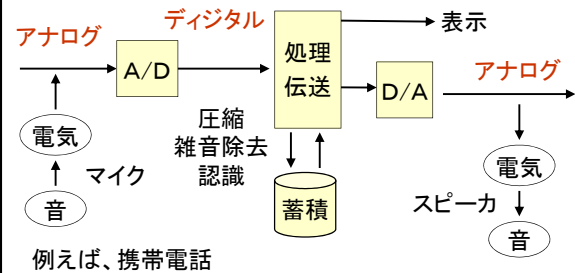 アナログ
A/D
ディジタル
処理
伝送
表示
D/A
アナログ
圧縮
雑音除去
認識
蓄積
電気
マイク
音
電気
スピーカ
音
例えば、携帯電話